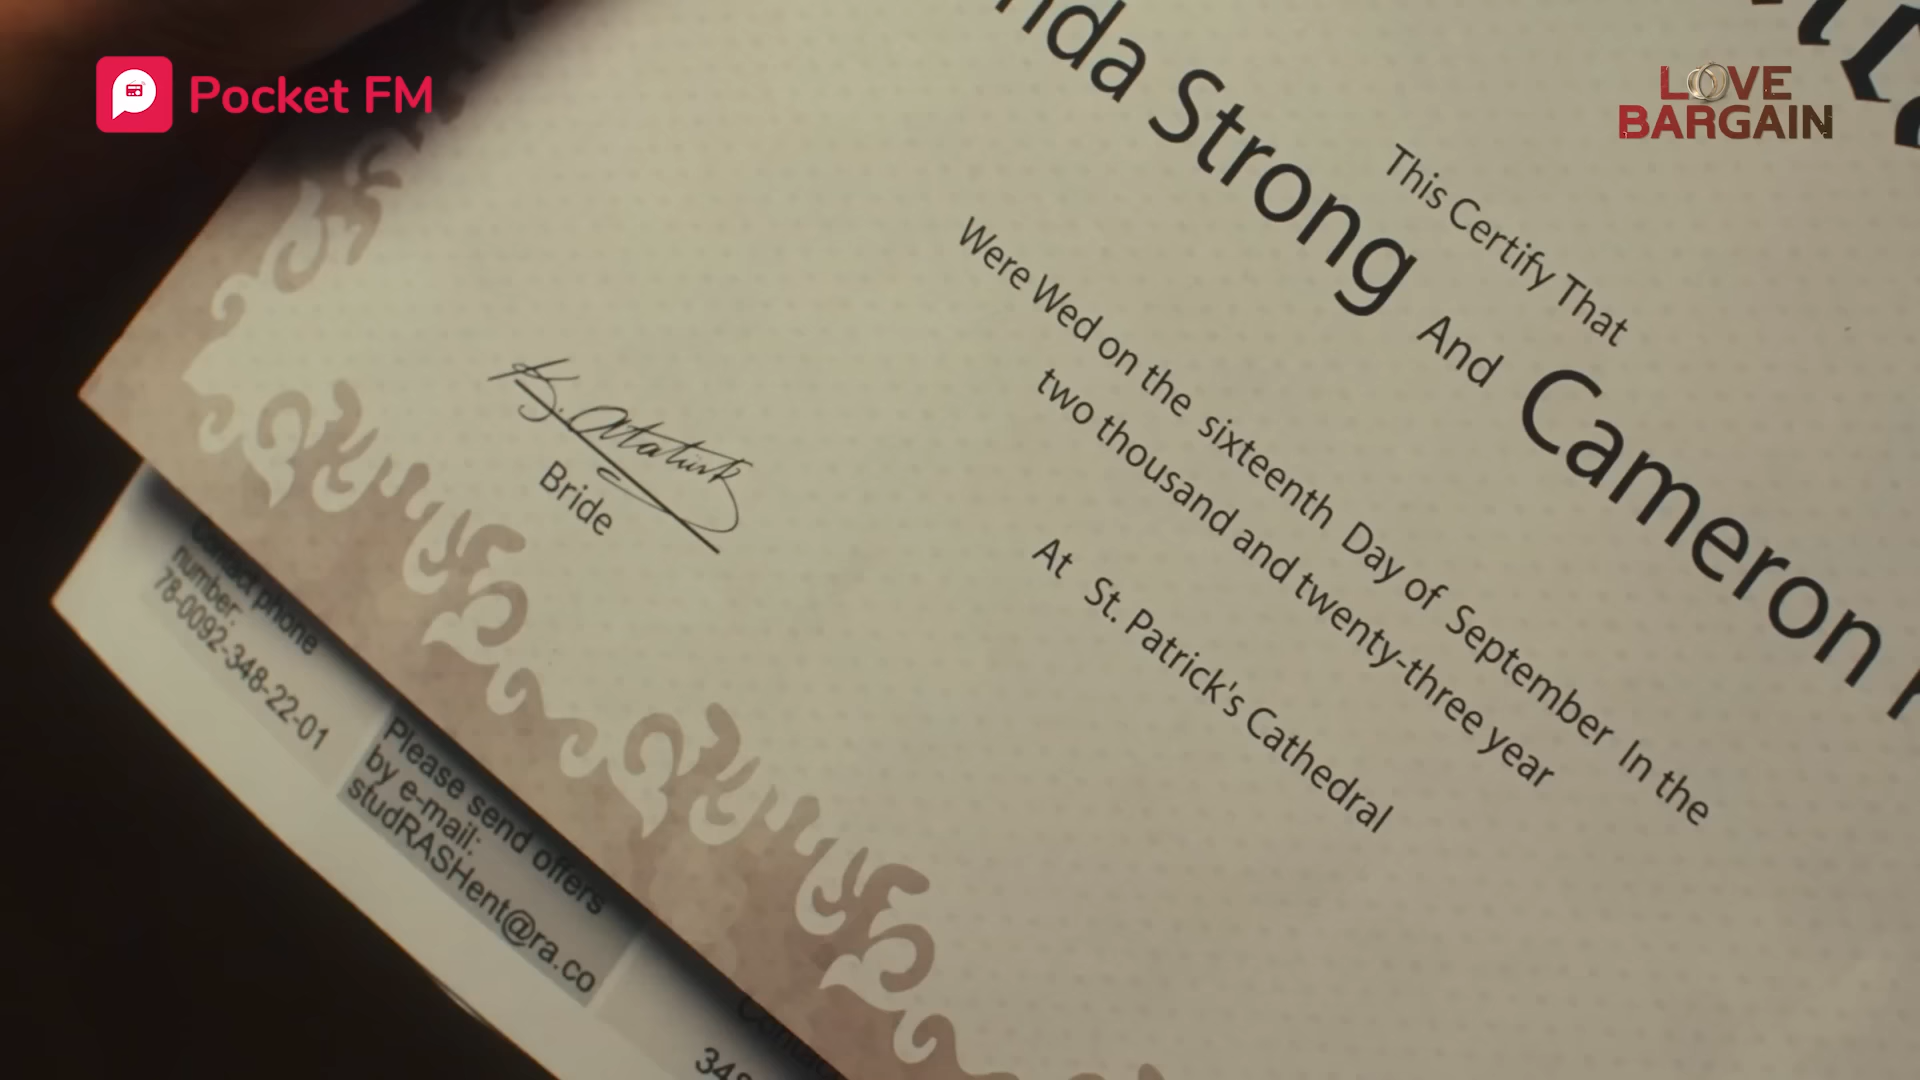 Pocket FM
LOVE
BARGAIN
This Certify That
nda Strong And Cameron
Were Wed on the sixteenth Day of September In the
two thousand and twenty-three year
At St. Patrick's Cathedral
K. Atatürk
Bride
Contact phone
number:
78-0092-348-22-01
Please send offers
by e-mail:
studRASHent@ra.co
348